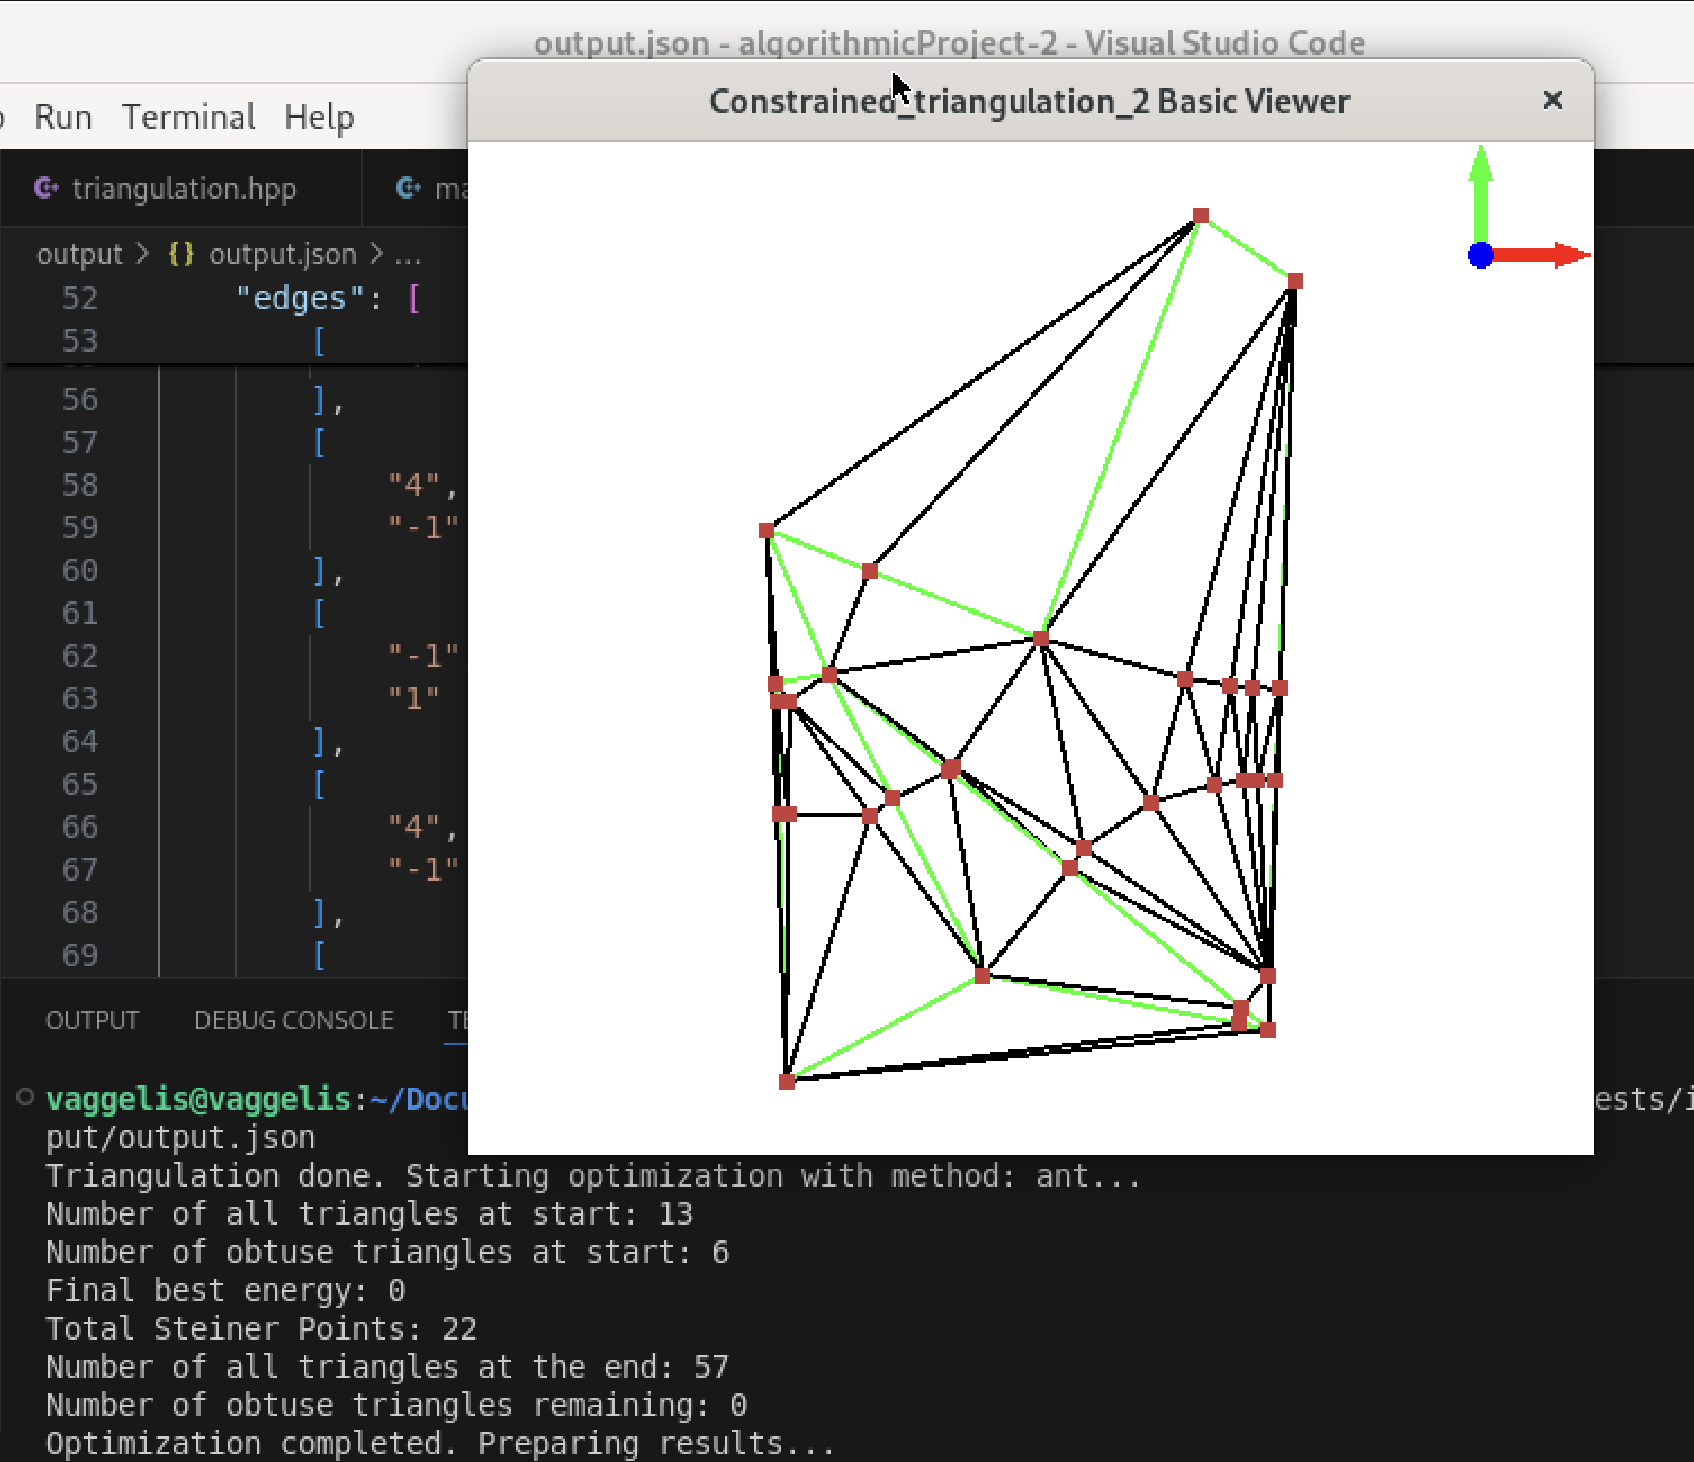 output.json - algorithmicProject-2 - Visual Studio Code
Constrained_triangulation_2 Basic Viewer ×
Run Terminal Help
triangulation.hpp
output > {} output.json > ...
52 "edges": [
53 [
56 ],
57 [
58 "4",
59 "-1"
60 ],
61 [
62 "-1"
63 "1"
64 ],
65 [
66 "4",
67 "-1"
68 ],
69 [
OUTPUT DEBUG CONSOLE
vaggelis@vaggelis:~/Docu ests/i
put/output.json
Triangulation done. Starting optimization with method: ant...
Number of all triangles at start: 13
Number of obtuse triangles at start: 6
Final best energy: 0
Total Steiner Points: 22
Number of all triangles at the end: 57
Number of obtuse triangles remaining: 0
Optimization completed. Preparing results...